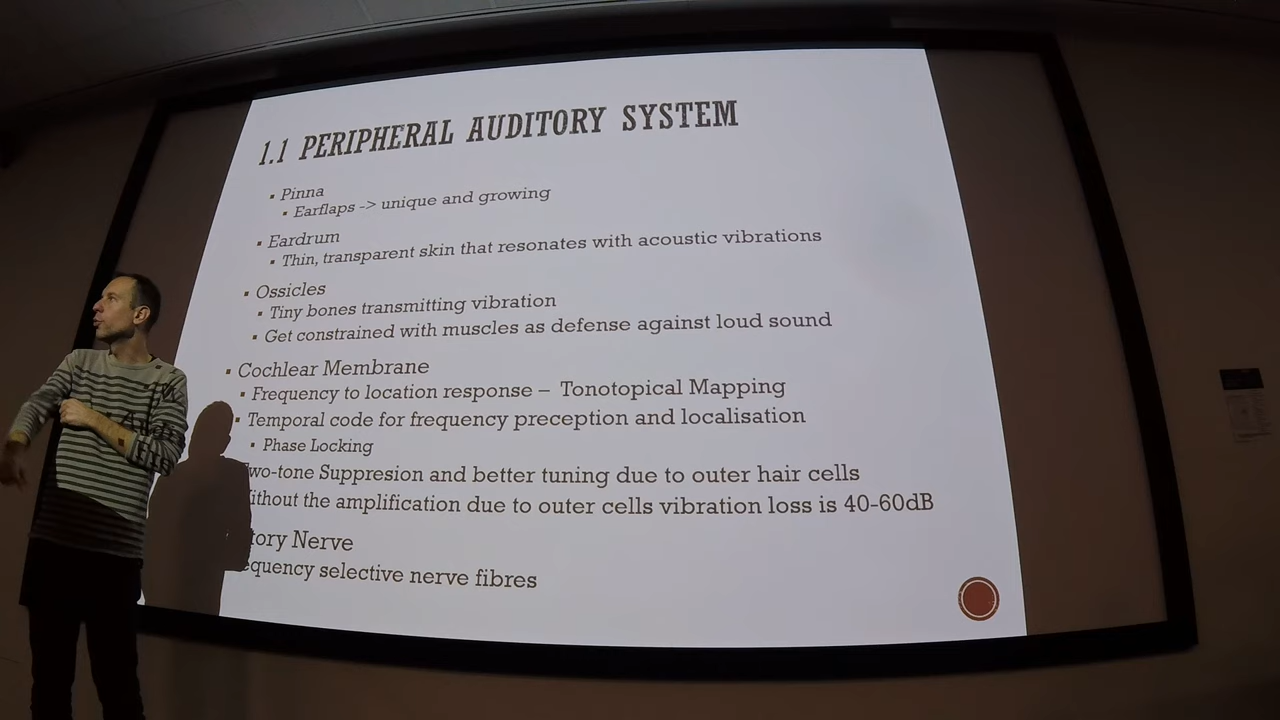 1.1 PERIPHERAL AUDITORY SYSTEM
Pinna
Earflaps -> unique and growing
Eardrum
Thin, transparent skin that resonates with acoustic vibrations
Ossicles
Tiny bones transmitting vibration
Get constrained with muscles as defense against loud sound
Cochlear Membrane
Frequency to location response – Tonotopical Mapping
Temporal code for frequency preception and localisation
Phase Locking
wo-tone Suppresion and better tuning due to outer hair cells
ithout the amplification due to outer cells vibration loss is 40-60dB
tory Nerve
equency selective nerve fibres